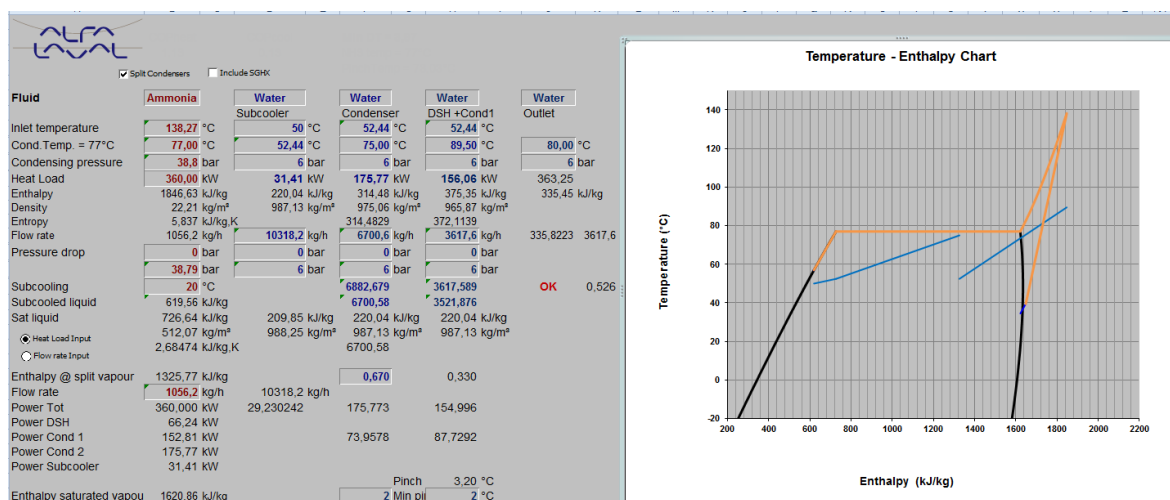 ALFA
LAVAL
Split Condensers Include SGHX
Fluid Ammonia Water Water Water Water
Subcooler Condenser DSH +Cond1 Outlet
Inlet temperature 138,27 °C 50 °C 52,44 °C 52,44 °C
Cond.Temp. = 77°C 77,00 °C 52,44 °C 75,00 °C 89,50 °C 80,00 °C
Condensing pressure 38,8 bar 6 bar 6 bar 6 bar 6 bar
Heat Load 360,00 kW 31,41 kW 175,77 kW 156,06 kW 363,25
Enthalpy 1846,63 kJ/kg 220,04 kJ/kg 314,48 kJ/kg 375,35 kJ/kg 335,45 kJ/kg
Density 22,21 kg/m³ 987,13 kg/m³ 975,06 kg/m³ 965,87 kg/m³
Entropy 5,837 kJ/kg,K 314,4829 372,1139
Flow rate 1056,2 kg/h 10318,2 kg/h 6700,6 kg/h 3617,6 kg/h 335,8223 3617,6
Pressure drop 0 bar 0 bar 0 bar 0 bar
38,79 bar 6 bar 6 bar 6 bar
Subcooling 20 °C 6882,679 3617,589 OK 0,526
Subcooled liquid 619,56 kJ/kg 6700,58 3521,876
Sat liquid 726,64 kJ/kg 209,85 kJ/kg 220,04 kJ/kg 220,04 kJ/kg
512,07 kg/m³ 988,25 kg/m³ 987,13 kg/m³ 987,13 kg/m³
Heat Load Input
2,68474 kJ/kg,K 6700,58
Flow rate Input
Enthalpy @ split vapour 1325,77 kJ/kg 0,670 0,330
Flow rate 1056,2 kg/h 10318,2 kg/h
Power Tot 360,000 kW 29,230242 175,773 154,996
Power DSH 66,24 kW
Power Cond 1 152,81 kW 73,9578 87,7292
Power Cond 2 175,77 kW
Power Subcooler 31,41 kW
Pinch 3,20 °C
Enthalpy saturated vapou 1620,86 kJ/kg 2 Min pi 2 °C
Temperature - Enthalpy Chart
Temperature (°C)
140
120
100
80
60
40
20
0
-20
200 400 600 800 1000 1200 1400 1600 1800 2000 2200
Enthalpy (kJ/kg)